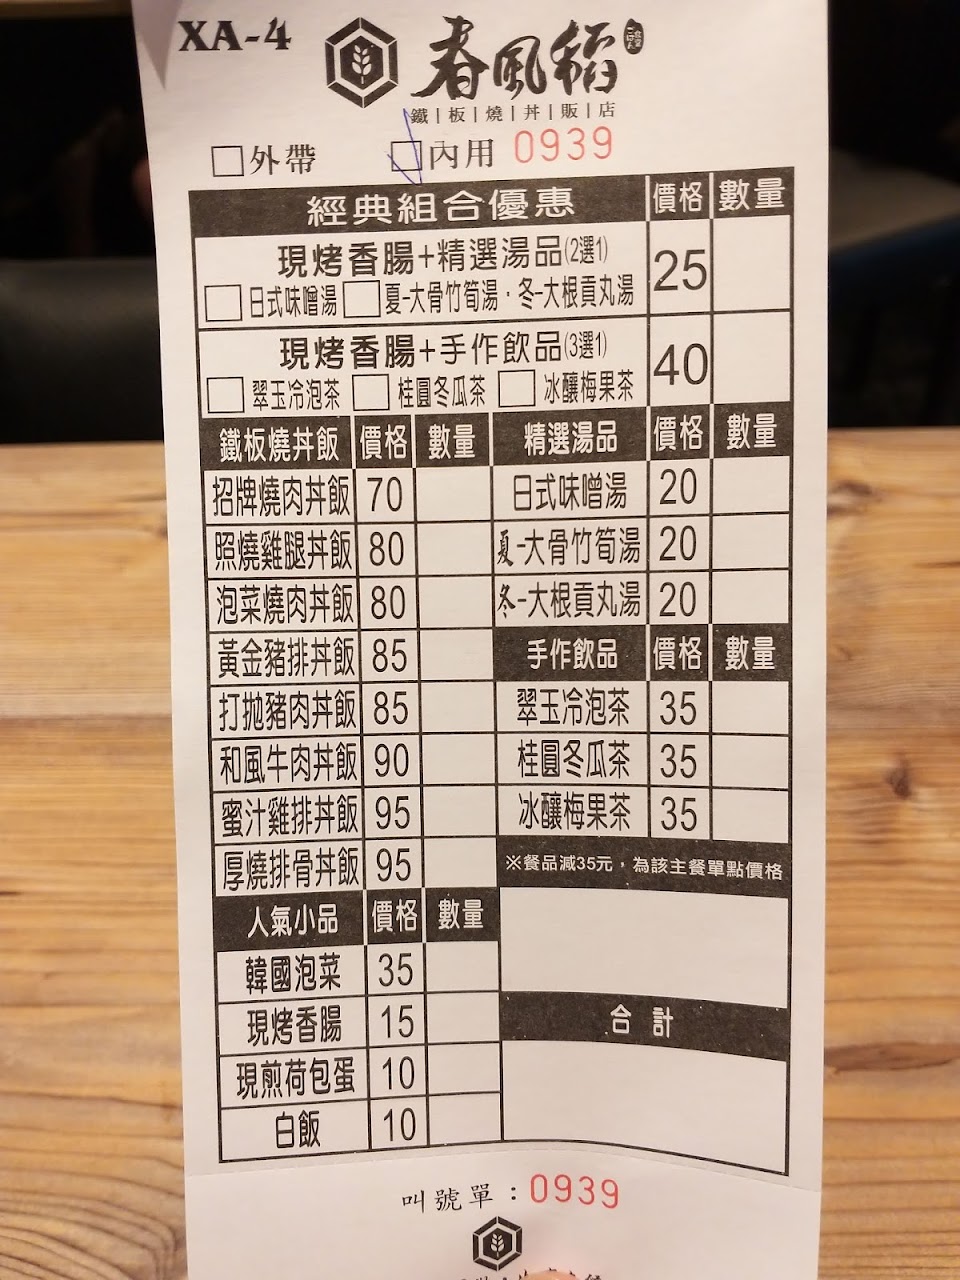 XA-4
春風稻
鐵|板|燒|丼|販|店
外帶 內用 0939
經典組合優惠 價格 數量
現烤香腸+精選湯品(2選1) 25
日式味噌湯 夏-大骨竹筍湯．冬-大根貢丸湯
現烤香腸+手作飲品(3選1) 40
翠玉冷泡茶 桂圓冬瓜茶 冰釀梅果茶
鐵板燒丼飯 價格 數量 精選湯品 價格 數量
招牌燒肉丼飯 70 日式味噌湯 20
照燒雞腿丼飯 80 夏-大骨竹筍湯 20
泡菜燒肉丼飯 80 冬-大根貢丸湯 20
黃金豬排丼飯 85 手作飲品 價格 數量
打拋豬肉丼飯 85 翠玉冷泡茶 35
和風牛肉丼飯 90 桂圓冬瓜茶 35
蜜汁雞排丼飯 95 冰釀梅果茶 35
厚燒排骨丼飯 95 ※餐品減35元，為該主餐單點價格
人氣小品 價格 數量
韓國泡菜 35
現烤香腸 15 合計
現煎荷包蛋 10
白飯 10
叫號單：0939